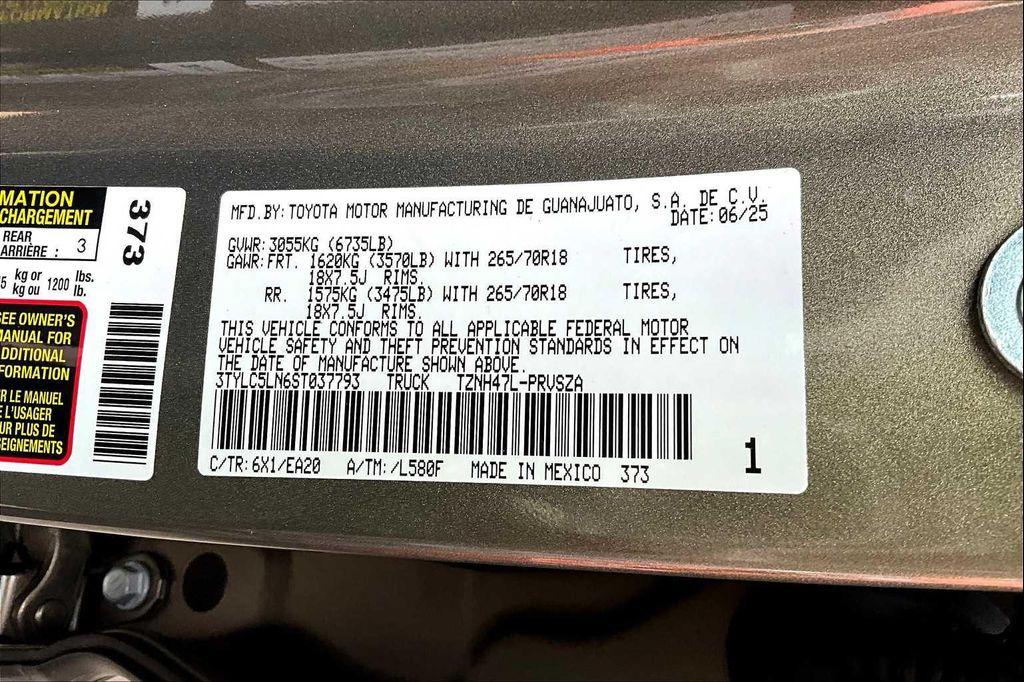 MATION
CHARGEMENT
REAR
ARRIÈRE : 3
kg or 1200 lbs.
kg ou lb.
SEE OWNER'S
MANUAL FOR
ADDITIONAL
INFORMATION
R LE MANUEL
L'USAGER
UR PLUS DE
SEIGNEMENTS
373
MFD.BY: TOYOTA MOTOR MANUFACTURING DE GUANAJUATO, S.A. DE C.V.
DATE: 06/25
GVWR: 3055KG (6735LB)
GAWR: FRT. 1620KG (3570LB) WITH 265/70R18 TIRES,
18X7.5J RIMS.
RR. 1575KG (3475LB) WITH 265/70R18 TIRES,
18X7.5J RIMS.
THIS VEHICLE CONFORMS TO ALL APPLICABLE FEDERAL MOTOR
VEHICLE SAFETY AND THEFT PREVENTION STANDARDS IN EFFECT ON
THE DATE OF MANUFACTURE SHOWN ABOVE.
3TYLC5LN6ST037793 TRUCK TZNH47L-PRVSZA
C/TR: 6X1/EA20 A/TM: /L580F MADE IN MEXICO 373
1